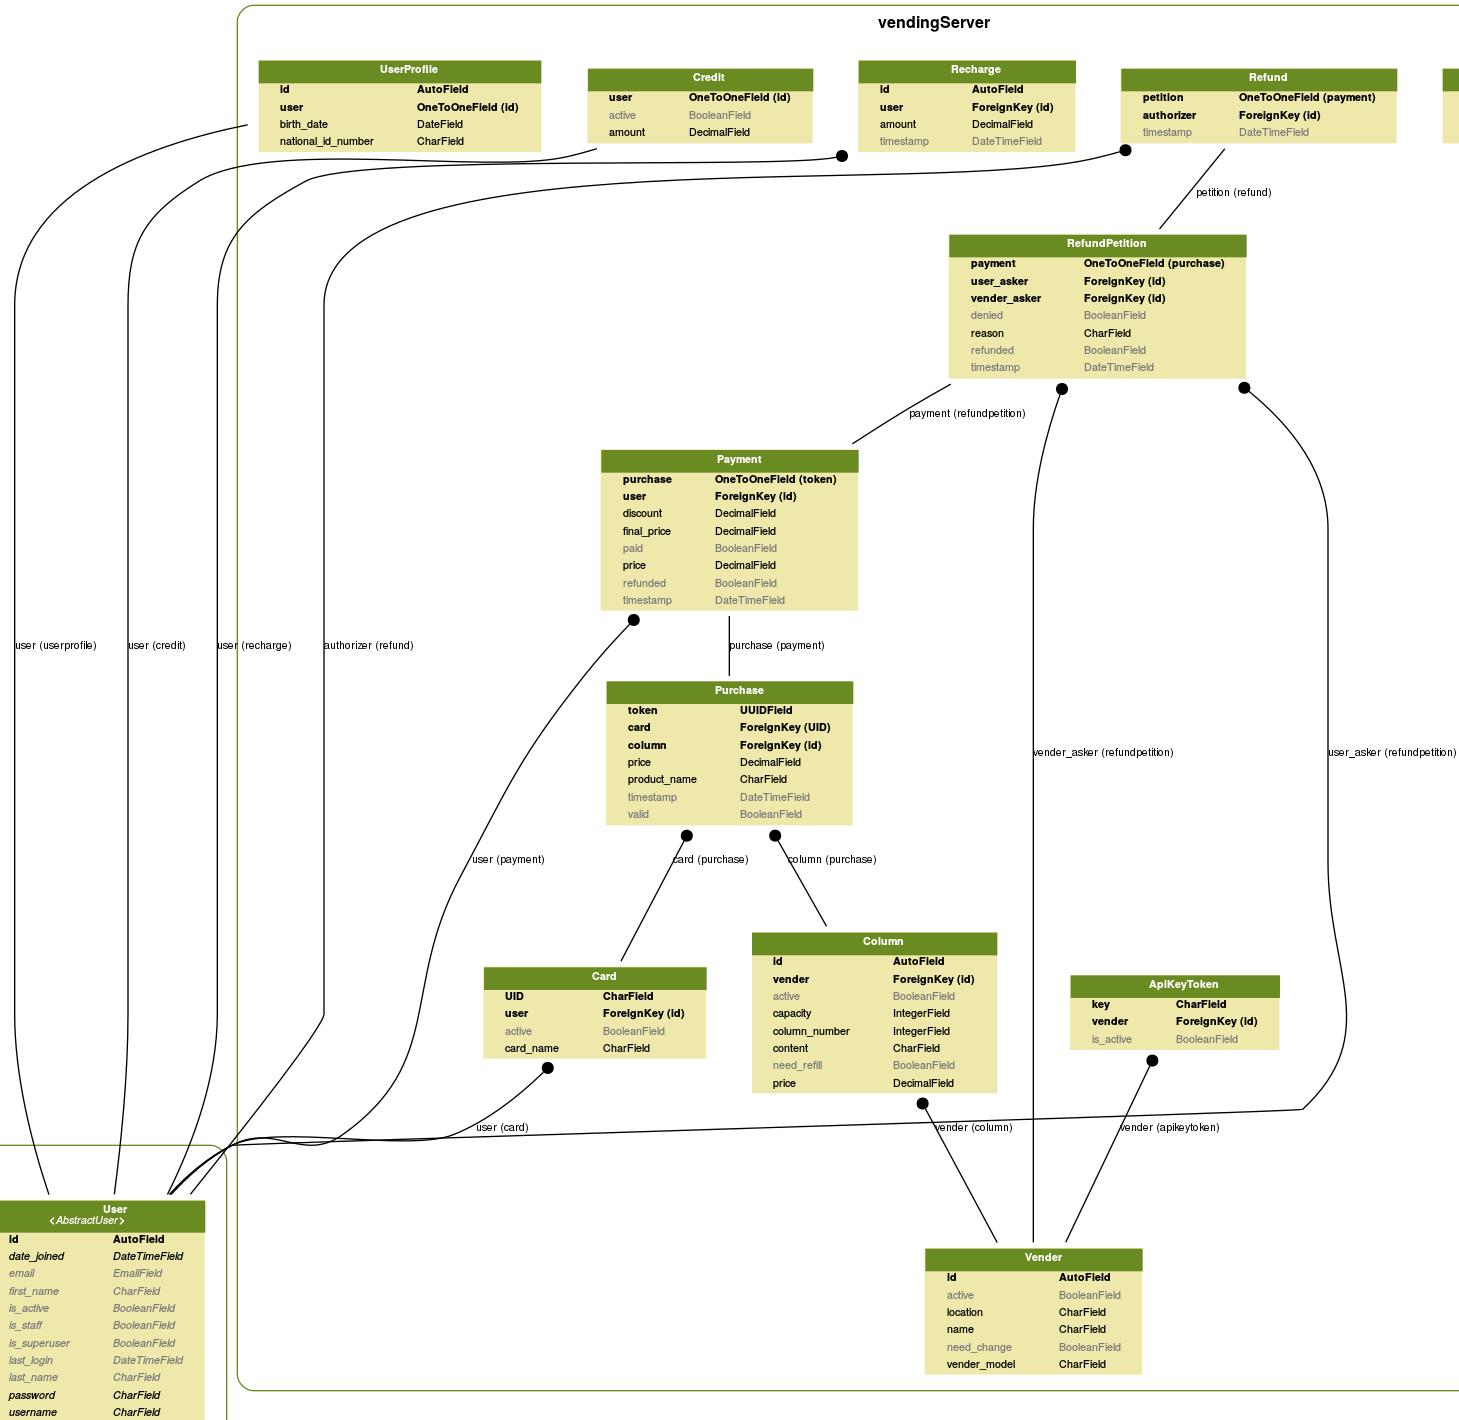 vendingServer
UserProfile
id AutoField
user OneToOneField (id)
birth_date DateField
national_id_number CharField
Credit
user OneToOneField (id)
active BooleanField
amount DecimalField
Recharge
id AutoField
user ForeignKey (id)
amount DecimalField
timestamp DateTimeField
Refund
petition OneToOneField (payment)
authorizer ForeignKey (id)
timestamp DateTimeField
petition (refund)
RefundPetition
payment OneToOneField (purchase)
user_asker ForeignKey (id)
vender_asker ForeignKey (id)
denied BooleanField
reason CharField
refunded BooleanField
timestamp DateTimeField
payment (refundpetition)
Payment
purchase OneToOneField (token)
user ForeignKey (id)
discount DecimalField
final_price DecimalField
paid BooleanField
price DecimalField
refunded BooleanField
timestamp DateTimeField
user (userprofile)
user (credit)
user (recharge)
authorizer (refund)
purchase (payment)
Purchase
token UUIDField
card ForeignKey (UID)
column ForeignKey (id)
price DecimalField
product_name CharField
timestamp DateTimeField
valid BooleanField
vender_asker (refundpetition)
user_asker (refundpetition)
user (payment)
card (purchase)
column (purchase)
Card
UID CharField
user ForeignKey (id)
active BooleanField
card_name CharField
Column
id AutoField
vender ForeignKey (id)
active BooleanField
capacity IntegerField
column_number IntegerField
content CharField
need_refill BooleanField
price DecimalField
ApiKeyToken
key CharField
vender ForeignKey (id)
is_active BooleanField
user (card)
vender (column)
vender (apikeytoken)
User
<AbstractUser>
id AutoField
date_joined DateTimeField
email EmailField
first_name CharField
is_active BooleanField
is_staff BooleanField
is_superuser BooleanField
last_login DateTimeField
last_name CharField
password CharField
username CharField
Vender
id AutoField
active BooleanField
location CharField
name CharField
need_change BooleanField
vender_model CharField